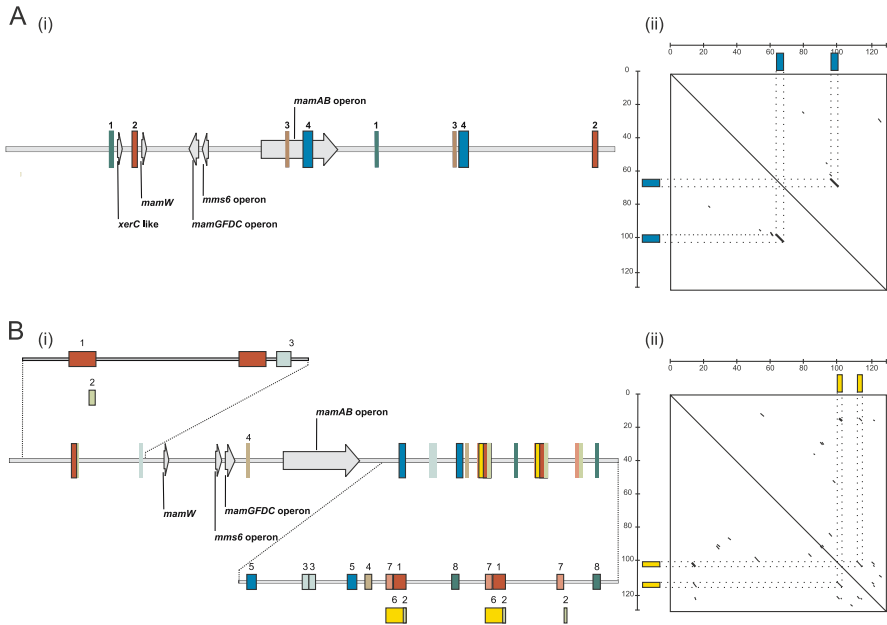 A
(i)
(ii)
0 20 40 60 80 100 120
0
20
40
60
80
100
120
mamAB operon
1 2 3 4 1 3 4 2
mms6 operon
mamW
mamGFDC operon
xerC like
B
(i)
(ii)
0 20 40 60 80 100 120
0
20
40
60
80
100
120
1 3
2
mamAB operon
4
mamW
mamGFDC operon
mms6 operon
5 3 3 5 4 7 1 8 7 1 7 8
6 2 6 2 2